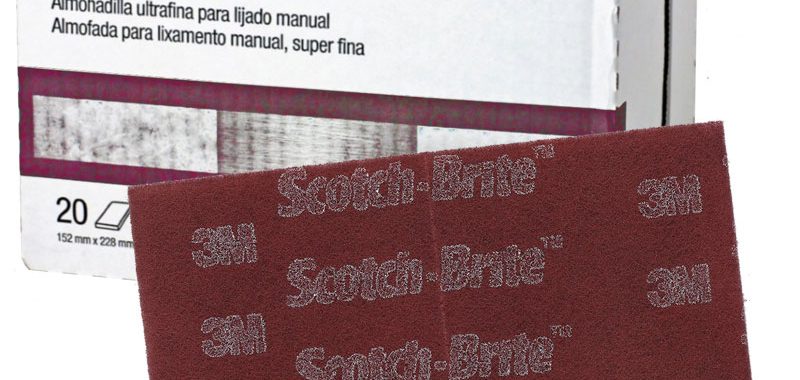 Almohadilla ultrafina para lijado manual
Almofada para lixamento manual, super fina
20
152 mm x 228 mm
Scotch-Brite™
3M
3M
Scotch-Brite™
3M
3M
Scotch-Brite™